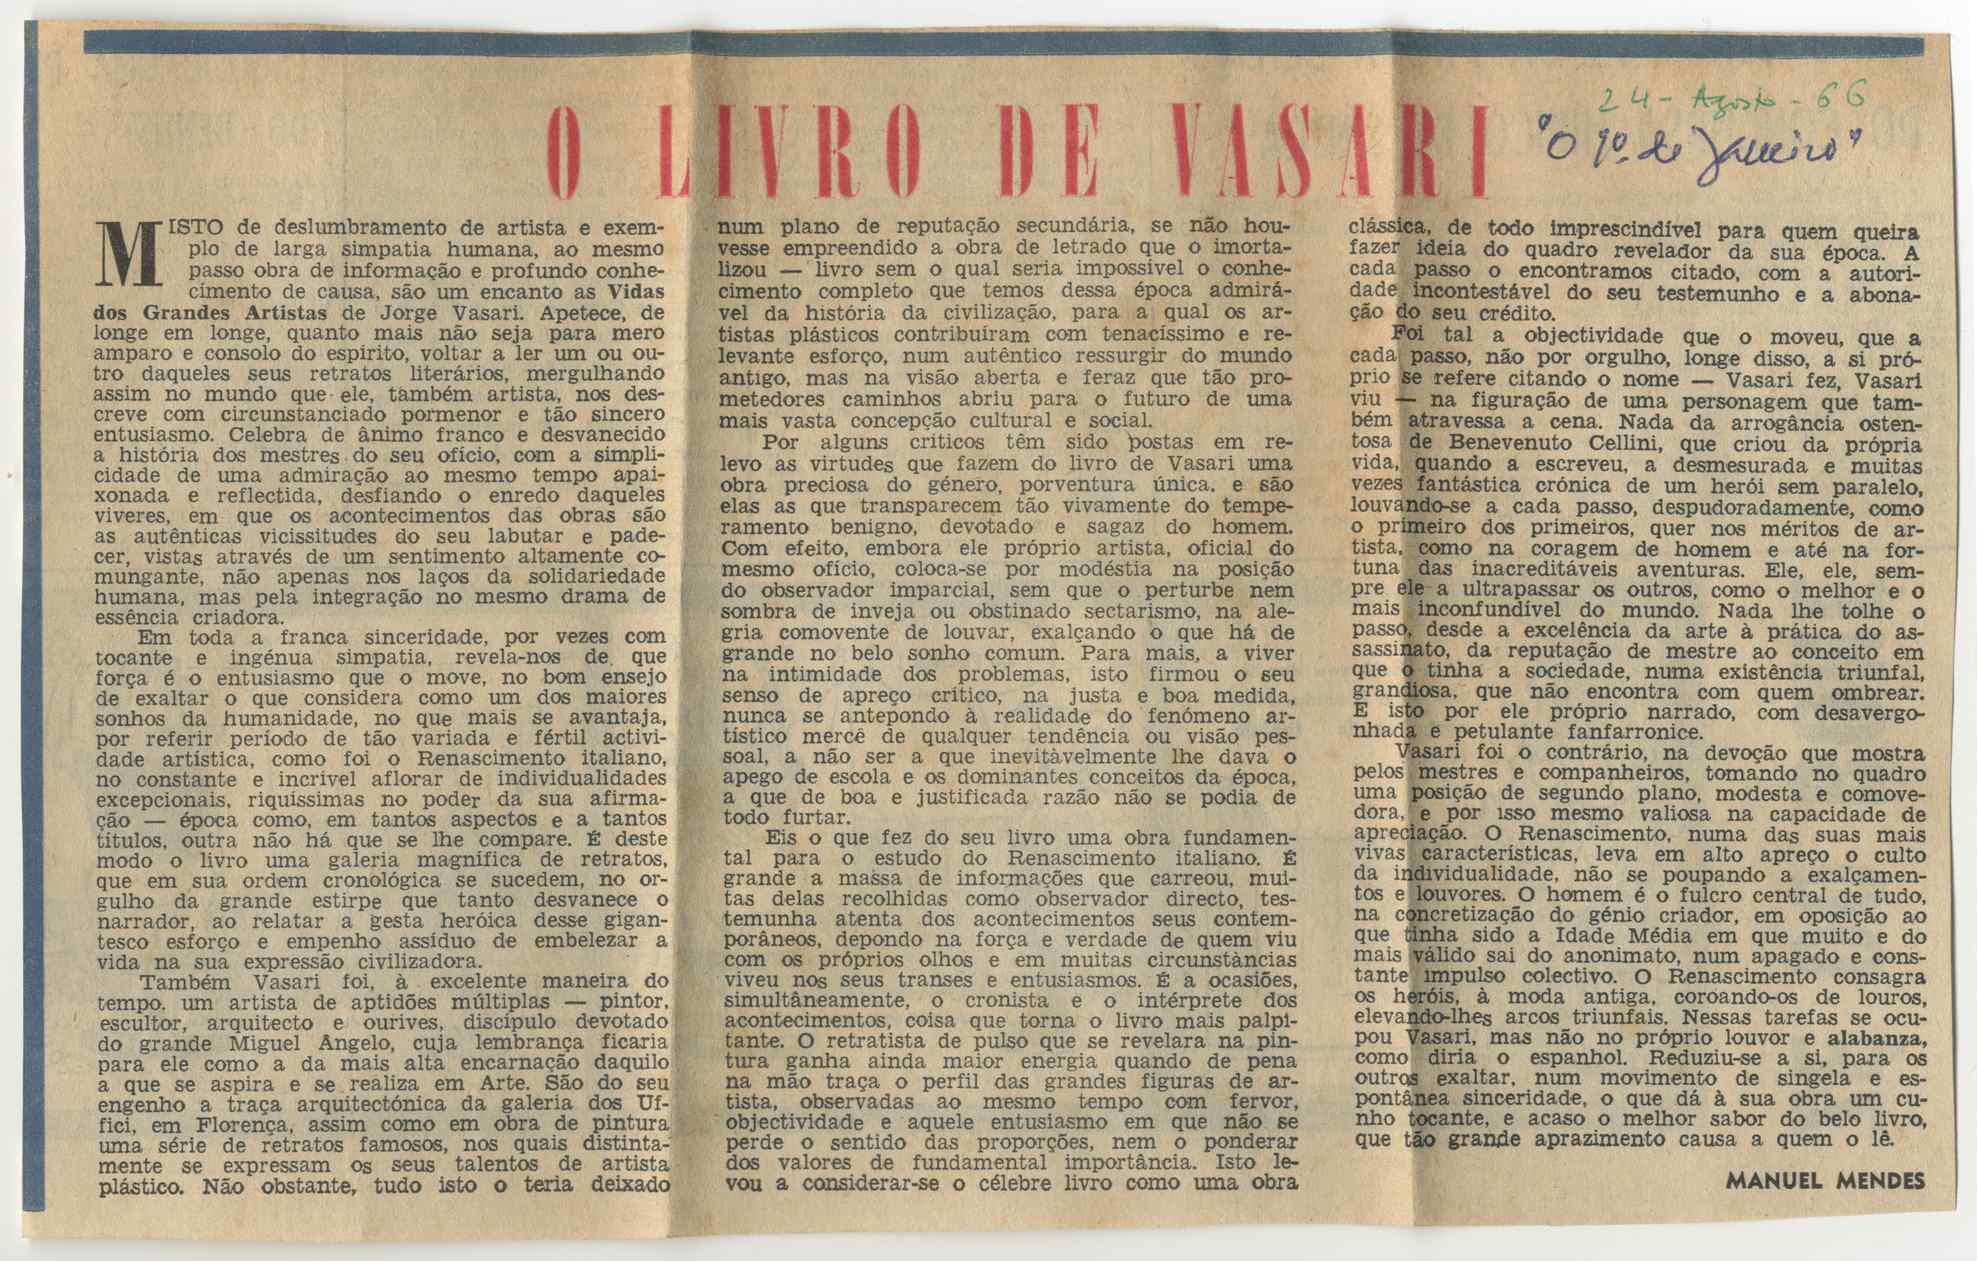 O LIVRO DE VASARI
24 - Agosto - 66
"O 1º. de Janeiro"
MISTO de deslumbramento de artista e exem-
plo de larga simpatia humana, ao mesmo
passo obra de informação e profundo conhe-
cimento de causa, são um encanto as Vidas
dos Grandes Artistas de Jorge Vasari. Apetece, de
longe em longe, quanto mais não seja para mero
amparo e consolo do espírito, voltar a ler um ou ou-
tro daqueles seus retratos literários, mergulhando
assim no mundo que ele, também artista, nos des-
creve com circunstanciado pormenor e tão sincero
entusiasmo. Celebra de ânimo franco e desvanecido
a história dos mestres do seu ofício, com a simpli-
cidade de uma admiração ao mesmo tempo apai-
xonada e reflectida, desfiando o enredo daqueles
viveres, em que os acontecimentos das obras são
as autênticas vicissitudes do seu labutar e pade-
cer, vistas através de um sentimento altamente co-
mungante, não apenas nos laços da solidariedade
humana, mas pela integração no mesmo drama de
essência criadora.
Em toda a franca sinceridade, por vezes com
tocante e ingénua simpatia, revela-nos de que
força é o entusiasmo que o move, no bom ensejo
de exaltar o que considera como um dos maiores
sonhos da humanidade, no que mais se avantaja,
por referir período de tão variada e fértil activi-
dade artística, como foi o Renascimento italiano,
no constante e incrível aflorar de individualidades
excepcionais, riquíssimas no poder da sua afirma-
ção — época como, em tantos aspectos e a tantos
títulos, outra não há que se lhe compare. É deste
modo o livro uma galeria magnífica de retratos,
que em sua ordem cronológica se sucedem, no or-
gulho da grande estirpe que tanto desvanece o
narrador, ao relatar a gesta heróica desse gigan-
tesco esforço e empenho assíduo de embelezar a
vida na sua expressão civilizadora.
Também Vasari foi, à excelente maneira do
tempo, um artista de aptidões múltiplas — pintor,
escultor, arquitecto e ourives, discípulo devotado
do grande Miguel Angelo, cuja lembrança ficaria
para ele como a da mais alta encarnação daquilo
a que se aspira e se realiza em Arte. São do seu
engenho a traça arquitectónica da galeria dos Uf-
fici, em Florença, assim como em obra de pintura
uma série de retratos famosos, nos quais distinta-
mente se expressam os seus talentos de artista
plástico. Não obstante, tudo isto o teria deixado
num plano de reputação secundária, se não hou-
vesse empreendido a obra de letrado que o imorta-
lizou — livro sem o qual seria impossível o conhe-
cimento completo que temos dessa época admirá-
vel da história da civilização, para a qual os ar-
tistas plásticos contribuíram com tenacíssimo e re-
levante esforço, num autêntico ressurgir do mundo
antigo, mas na visão aberta e feraz que tão pro-
metedores caminhos abriu para o futuro de uma
mais vasta concepção cultural e social.
Por alguns críticos têm sido postas em re-
levo as virtudes que fazem do livro de Vasari uma
obra preciosa do género, porventura única, e são
elas as que transparecem tão vivamente do tempe-
ramento benigno, devotado e sagaz do homem.
Com efeito, embora ele próprio artista, oficial do
mesmo ofício, coloca-se por modéstia na posição
do observador imparcial, sem que o perturbe nem
sombra de inveja ou obstinado sectarismo, na ale-
gria comovente de louvar, exalçando o que há de
grande no belo sonho comum. Para mais, a viver
na intimidade dos problemas, isto firmou o seu
senso de apreço crítico, na justa e boa medida,
nunca se antepondo à realidade do fenómeno ar-
tístico mercê de qualquer tendência ou visão pes-
soal, a não ser a que inevitàvelmente lhe dava o
apego de escola e os dominantes conceitos da época,
a que de boa e justificada razão não se podia de
todo furtar.
Eis o que fez do seu livro uma obra fundamen-
tal para o estudo do Renascimento italiano. É
grande a massa de informações que carreou, mui-
tas delas recolhidas como observador directo, tes-
temunha atenta dos acontecimentos seus contem-
porâneos, depondo na força e verdade de quem viu
com os próprios olhos e em muitas circunstâncias
viveu nos seus transes e entusiasmos. É a ocasiões,
simultâneamente, o cronista e o intérprete dos
acontecimentos, coisa que torna o livro mais palpi-
tante. O retratista de pulso que se revelara na pin-
tura ganha ainda maior energia quando de pena
na mão traça o perfil das grandes figuras de ar-
tista, observadas ao mesmo tempo com fervor,
objectividade e aquele entusiasmo em que não se
perde o sentido das proporções, nem o ponderar
dos valores de fundamental importância. Isto le-
vou a considerar-se o célebre livro como uma obra
clássica, de todo imprescindível para quem queira
fazer ideia do quadro revelador da sua época. A
cada passo o encontramos citado, com a autori-
dade incontestável do seu testemunho e a abona-
ção do seu crédito.
Foi tal a objectividade que o moveu, que a
cada passo, não por orgulho, longe disso, a si pró-
prio se refere citando o nome — Vasari fez, Vasari
viu — na figuração de uma personagem que tam-
bém atravessa a cena. Nada da arrogância osten-
tosa de Benevenuto Cellini, que criou da própria
vida, quando a escreveu, a desmesurada e muitas
vezes fantástica crónica de um herói sem paralelo,
louvando-se a cada passo, despudoradamente, como
o primeiro dos primeiros, quer nos méritos de ar-
tista, como na coragem de homem e até na for-
tuna das inacreditáveis aventuras. Ele, ele, sem-
pre ele a ultrapassar os outros, como o melhor e o
mais inconfundível do mundo. Nada lhe tolhe o
passo, desde a excelência da arte à prática do as-
sassinato, da reputação de mestre ao conceito em
que o tinha a sociedade, numa existência triunfal,
grandiosa, que não encontra com quem ombrear.
E isto por ele próprio narrado, com desavergo-
nhada e petulante fanfarronice.
Vasari foi o contrário, na devoção que mostra
pelos mestres e companheiros, tomando no quadro
uma posição de segundo plano, modesta e comove-
dora, e por isso mesmo valiosa na capacidade de
apreciação. O Renascimento, numa das suas mais
vivas características, leva em alto apreço o culto
da individualidade, não se poupando a exalçamen-
tos e louvores. O homem é o fulcro central de tudo,
na concretização do génio criador, em oposição ao
que tinha sido a Idade Média em que muito e do
mais válido sai do anonimato, num apagado e cons-
tante impulso colectivo. O Renascimento consagra
os heróis, à moda antiga, coroando-os de louros,
elevando-lhes arcos triunfais. Nessas tarefas se ocu-
pou Vasari, mas não no próprio louvor e alabanza,
como diria o espanhol. Reduziu-se a si, para os
outros exaltar, num movimento de singela e es-
pontânea sinceridade, o que dá à sua obra um cu-
nho tocante, e acaso o melhor sabor do belo livro,
que tão grande aprazimento causa a quem o lê.
MANUEL MENDES